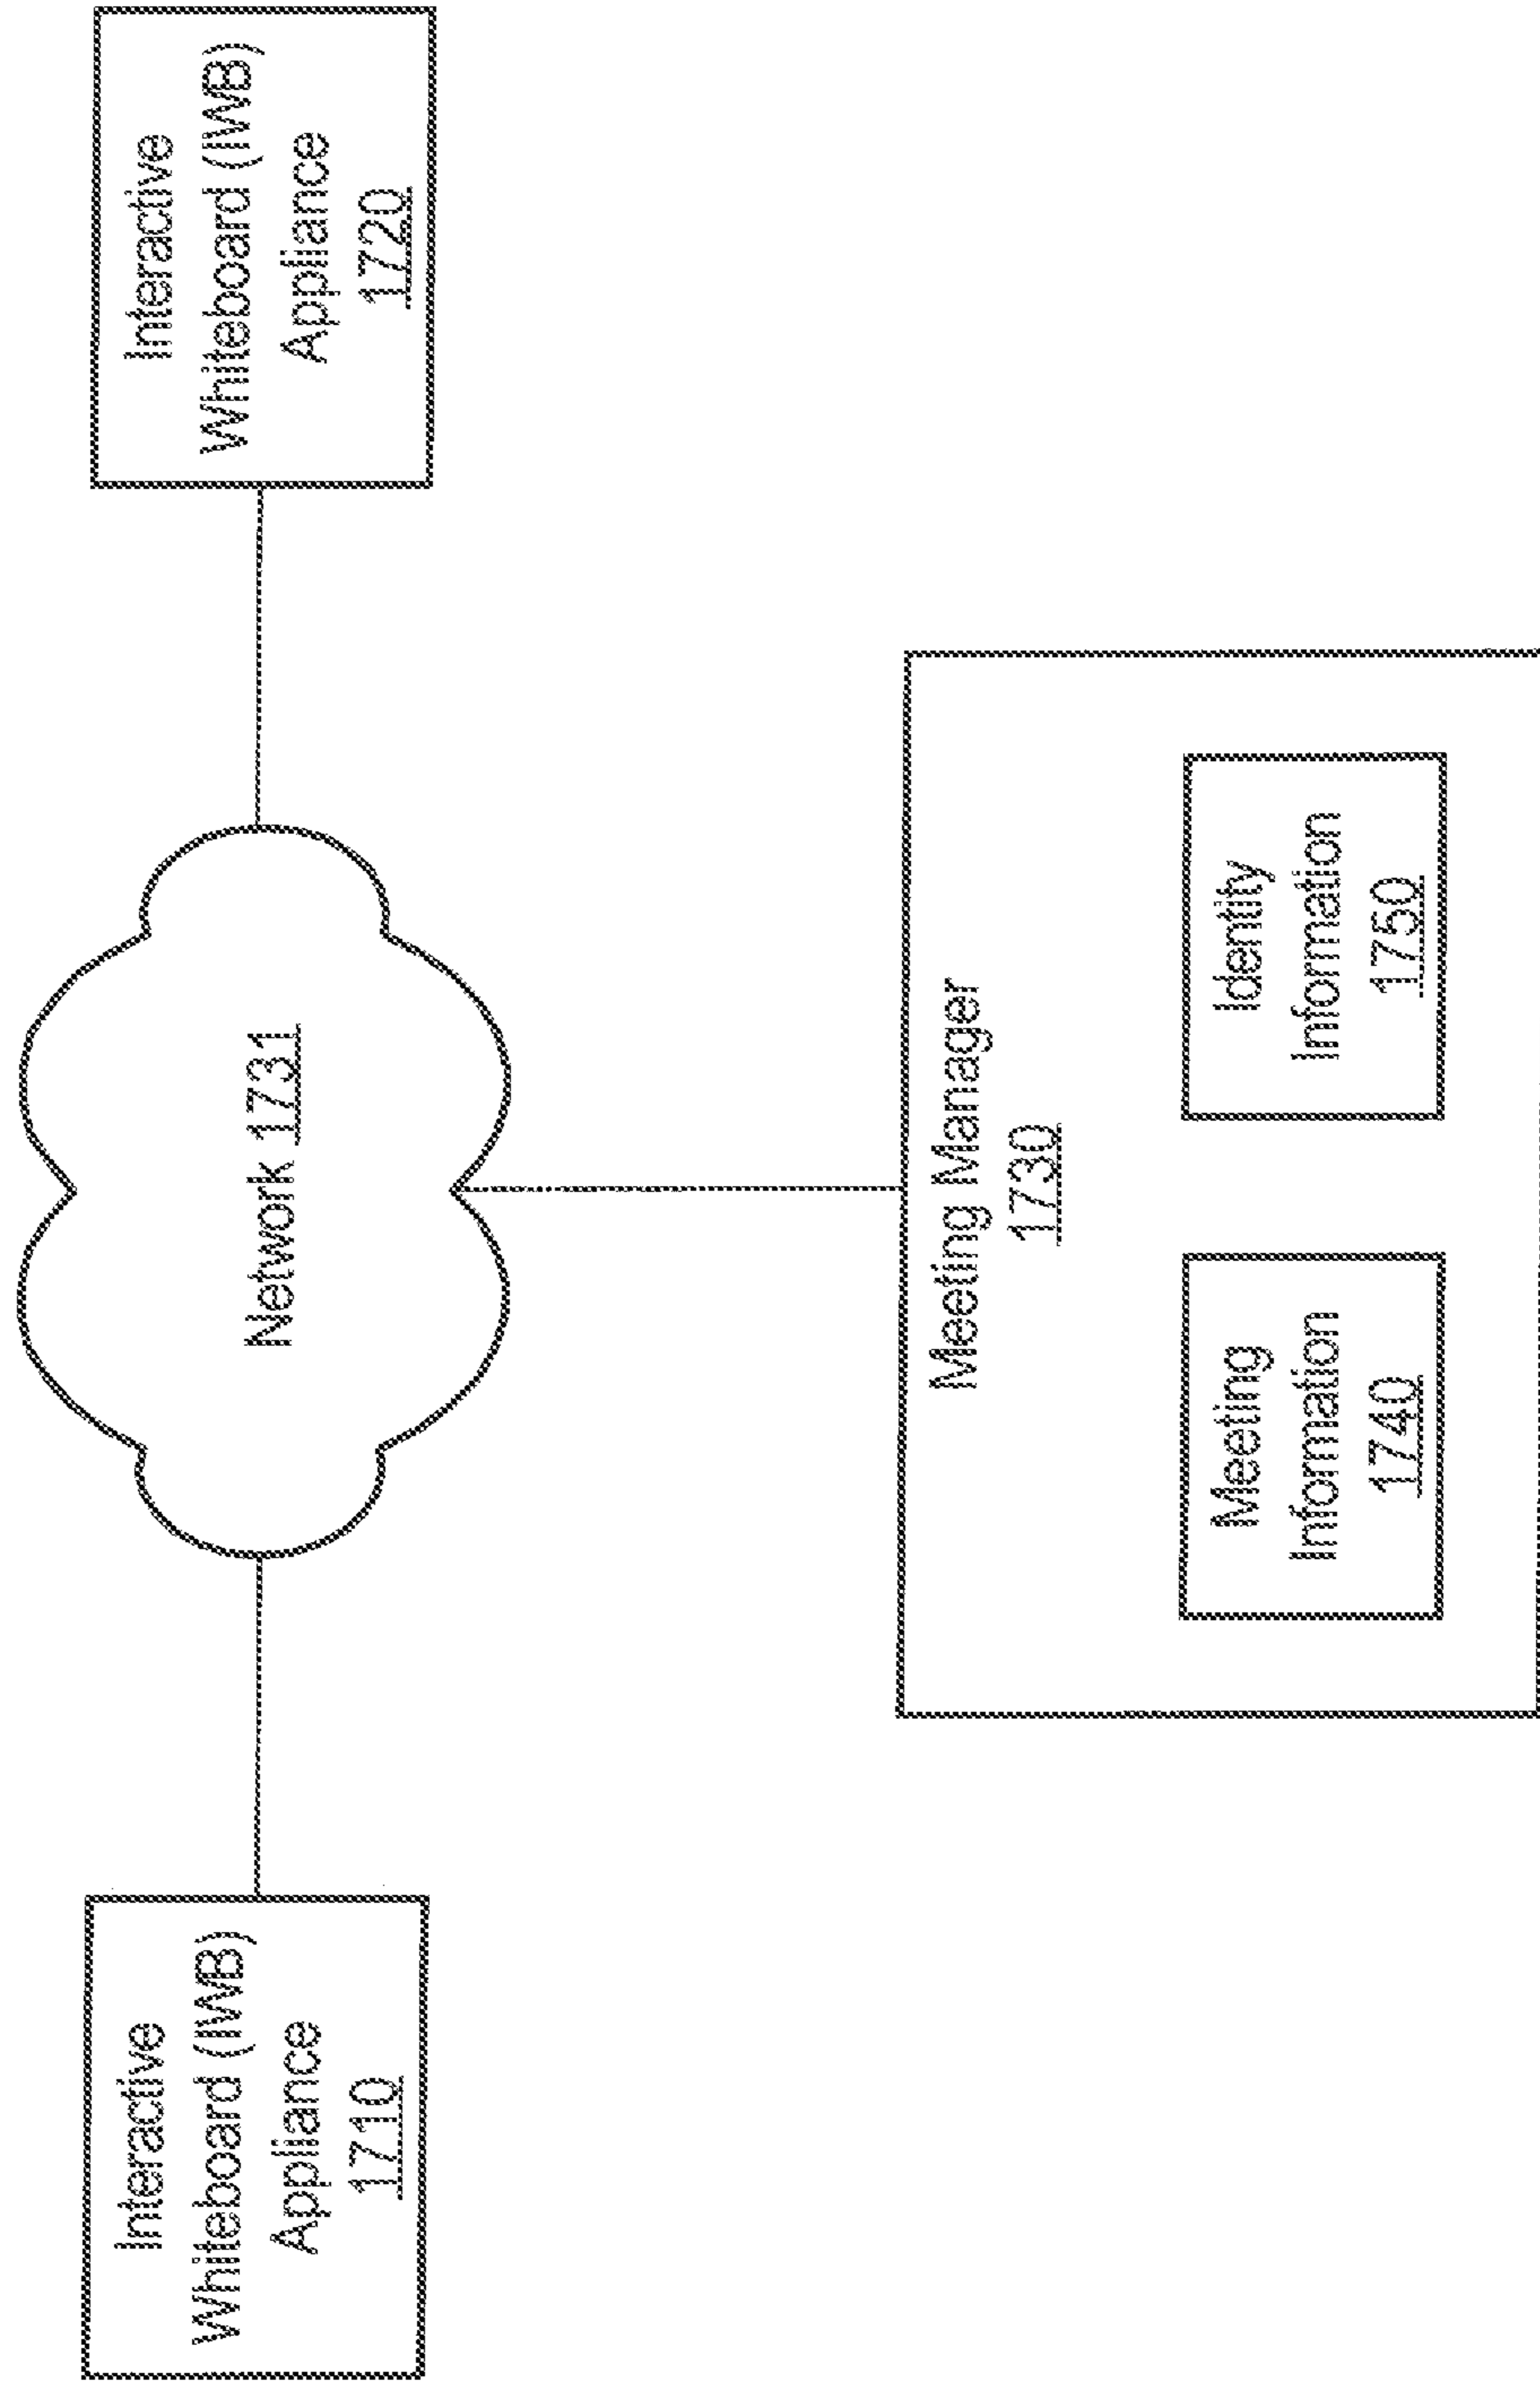 Interactive
Whiteboard (IWB)
Appliance
1710
Network 1731
Interactive
Whiteboard (IWB)
Appliance
1720
Meeting Manager
1730
Meeting
Information
1740
Identity
Information
1750